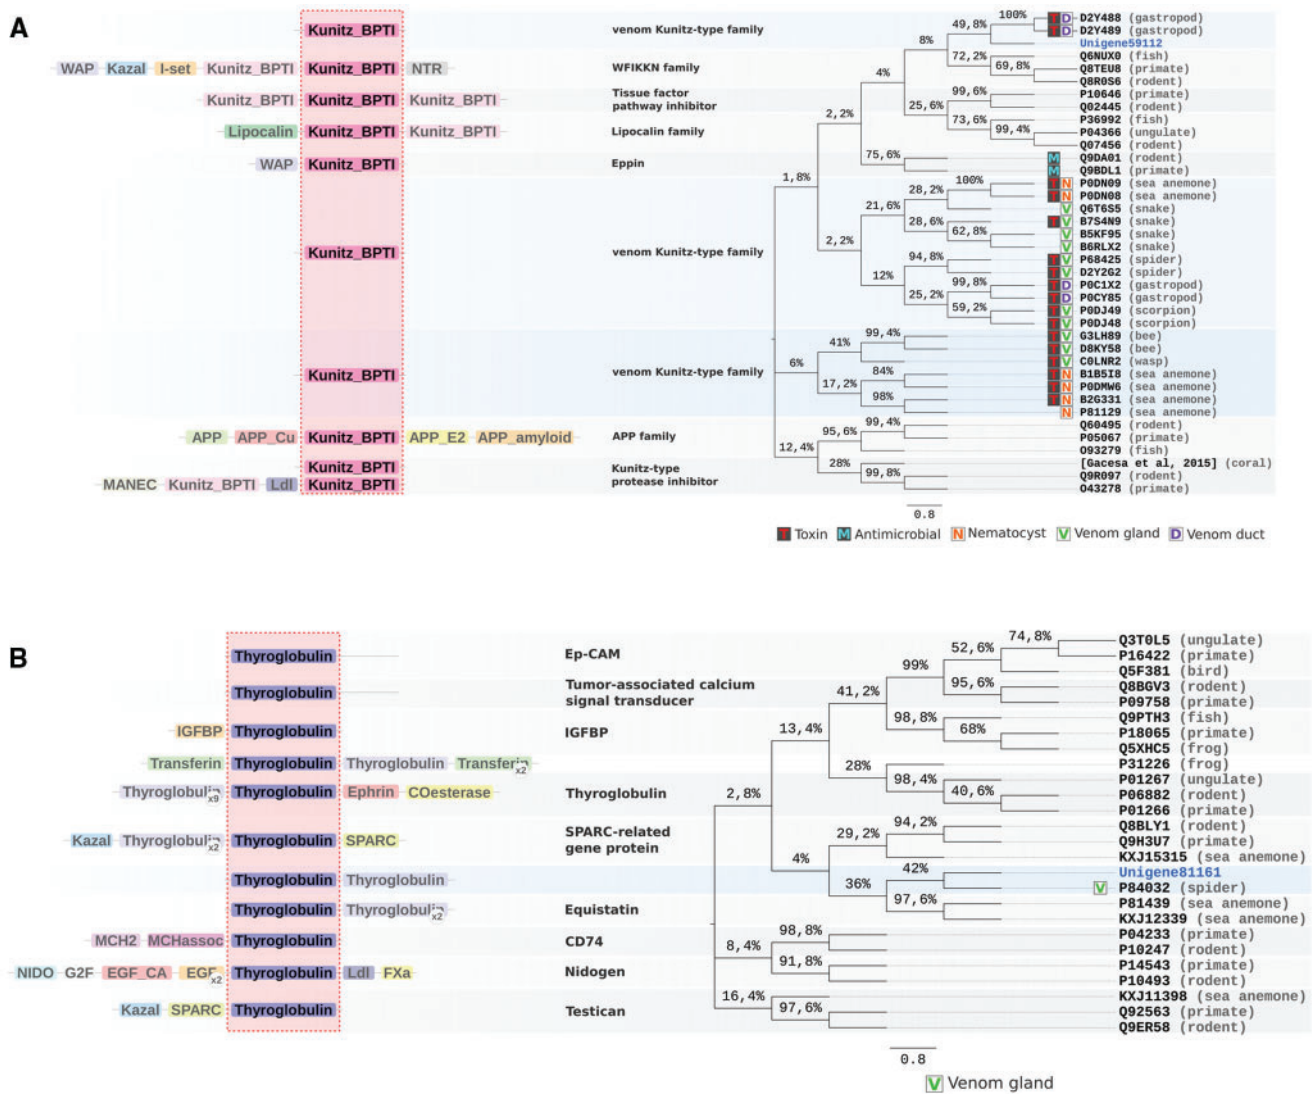 A
Kunitz_BPTI
venom Kunitz-type family
WAP Kazal I-set Kunitz_BPTI Kunitz_BPTI NTR
WFIKKN family
Kunitz_BPTI Kunitz_BPTI Kunitz_BPTI
Tissue factor
pathway inhibitor
Lipocalin Kunitz_BPTI Kunitz_BPTI
Lipocalin family
WAP Kunitz_BPTI
Eppin
Kunitz_BPTI
venom Kunitz-type family
Kunitz_BPTI
venom Kunitz-type family
APP APP_Cu Kunitz_BPTI APP_E2 APP_amyloid
APP family
Kunitz_BPTI
MANEC Kunitz_BPTI Ldl Kunitz_BPTI
Kunitz-type
protease inhibitor
100%
49,8%
8%
72,2%
69,8%
4%
99,6%
25,6%
73,6%
99,4%
2,2%
75,6%
1,8%
100%
28,2%
21,6%
28,6%
62,8%
2,2%
94,8%
12%
99,8%
25,2%
59,2%
99,4%
41%
6%
84%
17,2%
98%
99,4%
95,6%
12,4%
28%
99,8%
T D D2Y488 (gastropod)
T D D2Y489 (gastropod)
Unigene59112
Q6NUX0 (fish)
Q8TEU8 (primate)
Q8R0S6 (rodent)
P10646 (primate)
Q02445 (rodent)
P36992 (fish)
P04366 (ungulate)
Q07456 (rodent)
M Q9DA01 (rodent)
M Q9BDL1 (primate)
T N P0DN09 (sea anemone)
T N P0DN08 (sea anemone)
V Q6T6S5 (snake)
T V B7S4N9 (snake)
V B5KF95 (snake)
V B6RLX2 (snake)
T V P68425 (spider)
T V D2Y2G2 (spider)
T D P0C1X2 (gastropod)
T D P0CY85 (gastropod)
T V P0DJ49 (scorpion)
T V P0DJ48 (scorpion)
T V G3LH89 (bee)
T V D8KY58 (bee)
T V C0LNR2 (wasp)
T N B1B5I8 (sea anemone)
T N P0DMW6 (sea anemone)
T N B2G331 (sea anemone)
N P81129 (sea anemone)
Q60495 (rodent)
P05067 (primate)
O93279 (fish)
[Gacesa et al, 2015] (coral)
Q9R097 (rodent)
O43278 (primate)
0.8
T Toxin M Antimicrobial N Nematocyst V Venom gland D Venom duct
B
Thyroglobulin
Ep-CAM
Thyroglobulin
Tumor-associated calcium
signal transducer
IGFBP Thyroglobulin
IGFBP
Transferin Thyroglobulin Thyroglobulin Transferin x2
Thyroglobulin x9 Thyroglobulin Ephrin COesterase
Thyroglobulin
Kazal Thyroglobulin x2 Thyroglobulin SPARC
SPARC-related
gene protein
Thyroglobulin Thyroglobulin
Thyroglobulin Thyroglobulin x2
Equistatin
MCH2 MCHassoc Thyroglobulin
CD74
NIDO G2F EGF_CA EGF x2 Thyroglobulin Ldl FXa
Nidogen
Kazal SPARC Thyroglobulin
Testican
74,8%
52,6%
99%
95,6%
41,2%
98,8%
68%
13,4%
28%
98,4%
40,6%
2,8%
94,2%
29,2%
4%
42%
36%
97,6%
98,8%
8,4%
91,8%
16,4%
97,6%
Q3T0L5 (ungulate)
P16422 (primate)
Q5F381 (bird)
Q8BGV3 (rodent)
P09758 (primate)
Q9PTH3 (fish)
P18065 (primate)
Q5XHC5 (frog)
P31226 (frog)
P01267 (ungulate)
P06882 (rodent)
P01266 (primate)
Q8BLY1 (rodent)
Q9H3U7 (primate)
KXJ15315 (sea anemone)
Unigene81161
V P84032 (spider)
P81439 (sea anemone)
KXJ12339 (sea anemone)
P04233 (primate)
P10247 (rodent)
P14543 (primate)
P10493 (rodent)
KXJ11398 (sea anemone)
Q92563 (primate)
Q9ER58 (rodent)
0.8
V Venom gland